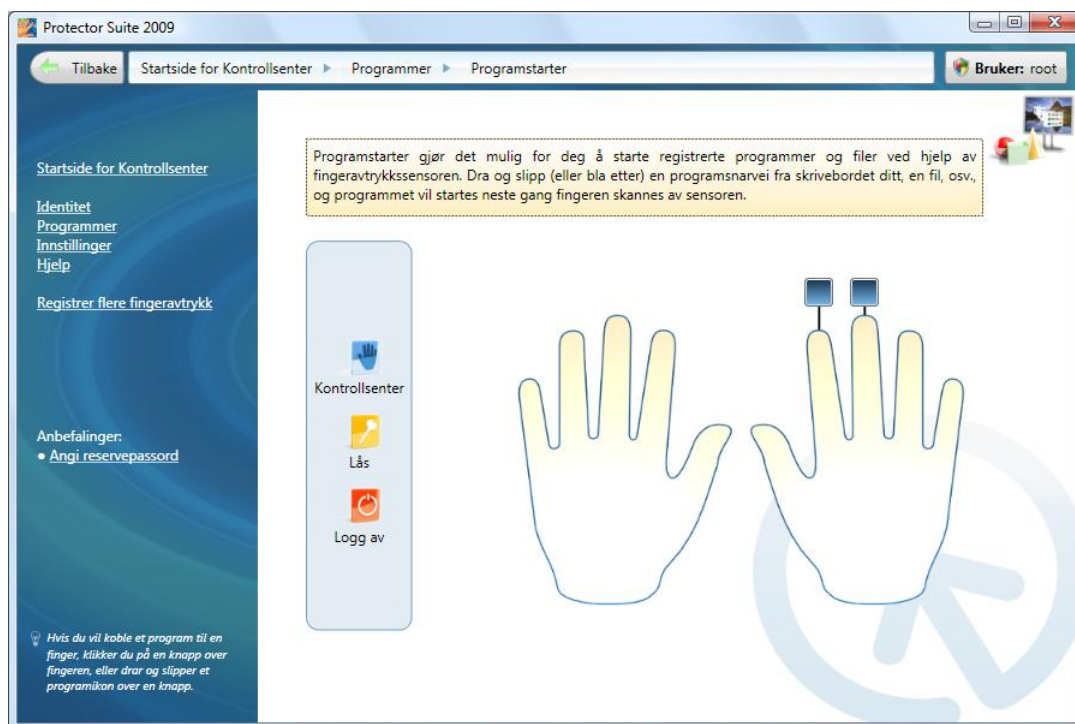 Protector Suite 2009
Tilbake
Startside for Kontrollsenter
Programmer
Programstarter
Bruker: root
Startside for Kontrollsenter
Identitet
Programmer
Innstillinger
Hjelp
Registrer flere fingeravtrykk
Anbefalinger:
● Angi reservepassord
Hvis du vil koble et program til en
finger, klikker du på en knapp over
fingeren, eller drar og slipper et
programikon over en knapp.
Programstarter gjør det mulig for deg å starte registrerte programmer og filer ved hjelp av
fingeravtrykkssensoren. Dra og slipp (eller bla etter) en programsnarvei fra skrivebordet ditt, en fil, osv.,
og programmet vil startes neste gang fingeren skannes av sensoren.
Kontrollsenter
Lås
Logg av